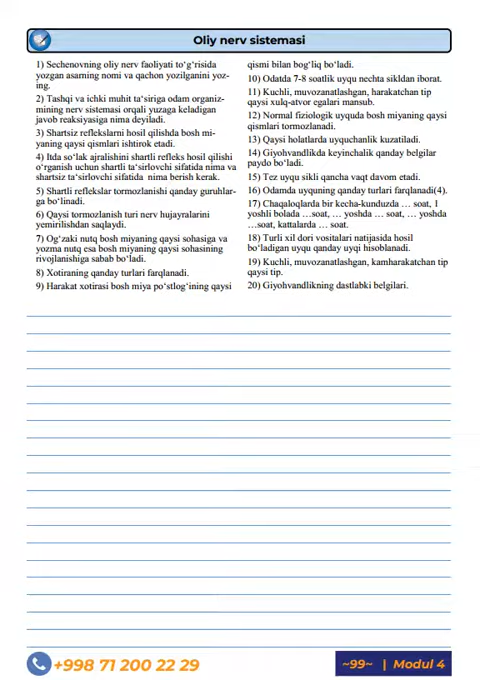 Oliy nerv sistemasi
1) Sechenovning oliy nerv faoliyati to‘g‘risida
yozgan asarning nomi va qachon yozilganini yoz-
ing.
2) Tashqi va ichki muhit ta‘siriga odam organiz-
mining nerv sistemasi orqali yuzaga keladigan
javob reaksiyasiga nima deyiladi.
3) Shartsiz reflekslarni hosil qilishda bosh mi-
yaning qaysi qismlari ishtirok etadi.
4) Itda so‘lak ajralishini shartli refleks hosil qilishi
o‘rganish uchun shartli ta‘sirlovchi sifatida nima va
shartsiz ta‘sirlovchi sifatida nima berish kerak.
5) Shartli reflekslar tormozlanishi qanday guruhlar-
ga bo‘linadi.
6) Qaysi tormozlanish turi nerv hujayralarini
yemirilishdan saqlaydi.
7) Og‘zaki nutq bosh miyaning qaysi sohasiga va
yozma nutq esa bosh miyaning qaysi sohasining
rivojlanishiga sabab bo‘ladi.
8) Xotiraning qanday turlari farqlanadi.
9) Harakat xotirasi bosh miya po‘stlog‘ining qaysi
qismi bilan bog‘liq bo‘ladi.
10) Odatda 7-8 soatlik uyqu nechta sikldan iborat.
11) Kuchli, muvozanatlashgan, harakatchan tip
qaysi xulq-atvor egalari mansub.
12) Normal fiziologik uyquda bosh miyaning qaysi
qismlari tormozlanadi.
13) Qaysi holatlarda uyquchanlik kuzatiladi.
14) Giyohvandlikda keyinchalik qanday belgilar
paydo bo‘ladi.
15) Tez uyqu sikli qancha vaqt davom etadi.
16) Odamda uyquning qanday turlari farqlanadi(4).
17) Chaqaloqlarda bir kecha-kunduzda … soat, 1
yoshli bolada …soat, … yoshda …soat, … yoshda
…soat, kattalarda … soat.
18) Turli xil dori vositalari natijasida hosil
bo‘ladigan uyqu qanday uyqi hisoblanadi.
19) Kuchli, muvozanatlashgan, kamharakatchan tip
qaysi tip.
20) Giyohvandlikning dastlabki belgilari.
+998 71 200 22 29
~99~ | Modul 4